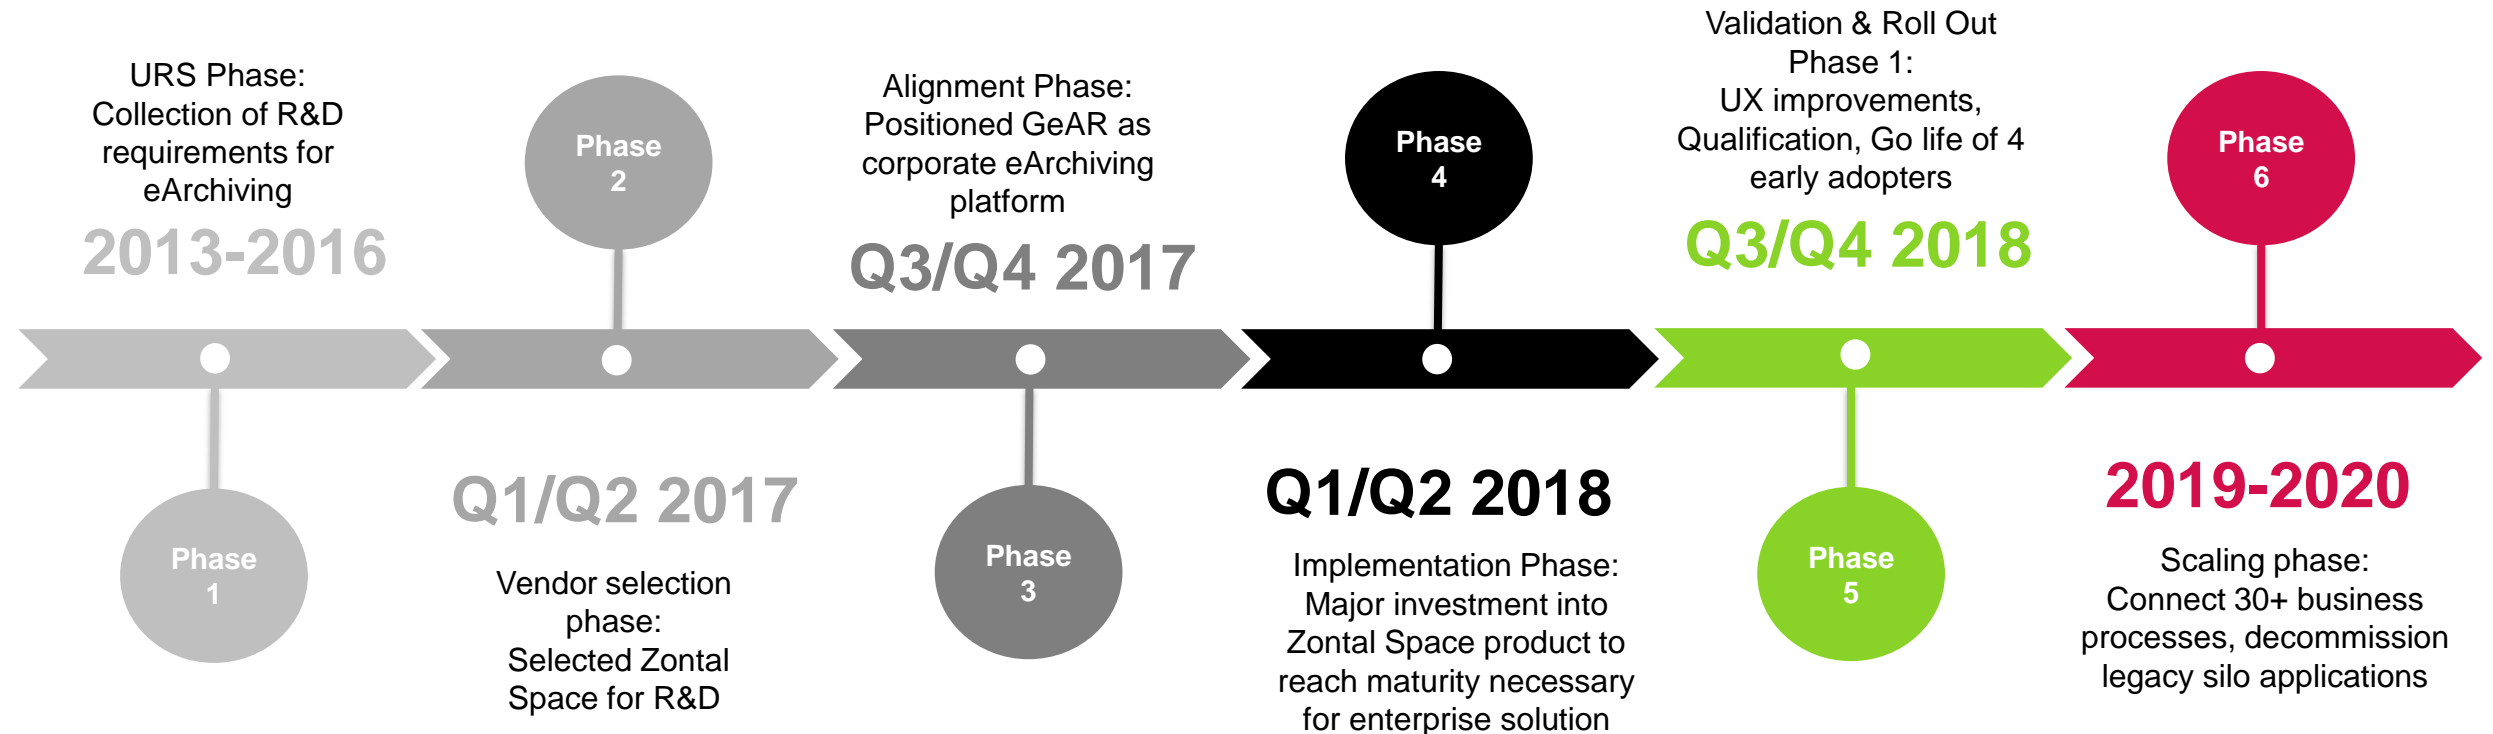 URS Phase:
Collection of R&D
requirements for
eArchiving
2013-2016
Phase
1
Phase
2
Q1/Q2 2017
Vendor selection
phase:
Selected Zontal
Space for R&D
Alignment Phase:
Positioned GeAR as
corporate eArchiving
platform
Q3/Q4 2017
Phase
3
Phase
4
Q1/Q2 2018
Implementation Phase:
Major investment into
Zontal Space product to
reach maturity necessary
for enterprise solution
Validation & Roll Out
Phase 1:
UX improvements,
Qualification, Go life of 4
early adopters
Q3/Q4 2018
Phase
5
Phase
6
2019-2020
Scaling phase:
Connect 30+ business
processes, decommission
legacy silo applications